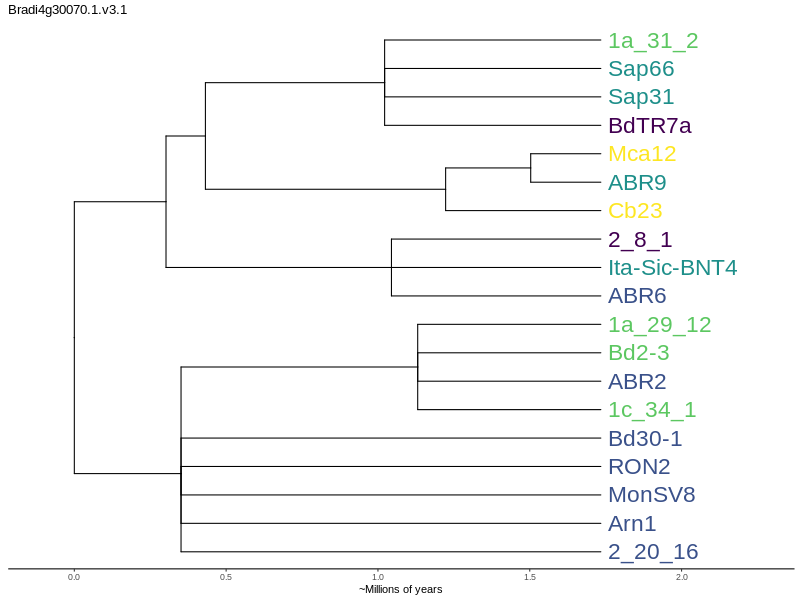 Bradi4g30070.1.v3.1
1a_31_2
Sap66
Sap31
BdTR7a
Mca12
ABR9
Cb23
2_8_1
Ita-Sic-BNT4
ABR6
1a_29_12
Bd2-3
ABR2
1c_34_1
Bd30-1
RON2
MonSV8
Arn1
2_20_16
0.0 0.5 1.0 1.5 2.0
~Millions of years